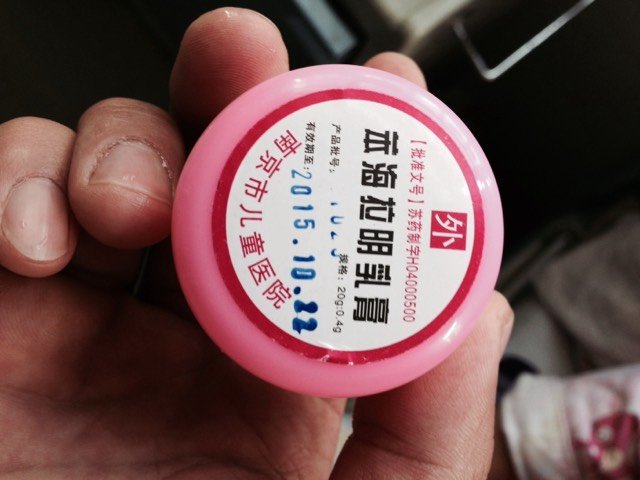 外
【批准文号】苏药制字H04000500
苯海拉明乳膏
规格：20g:0.4g
产品批号：
有效期至：2015.10.22
南京市儿童医院